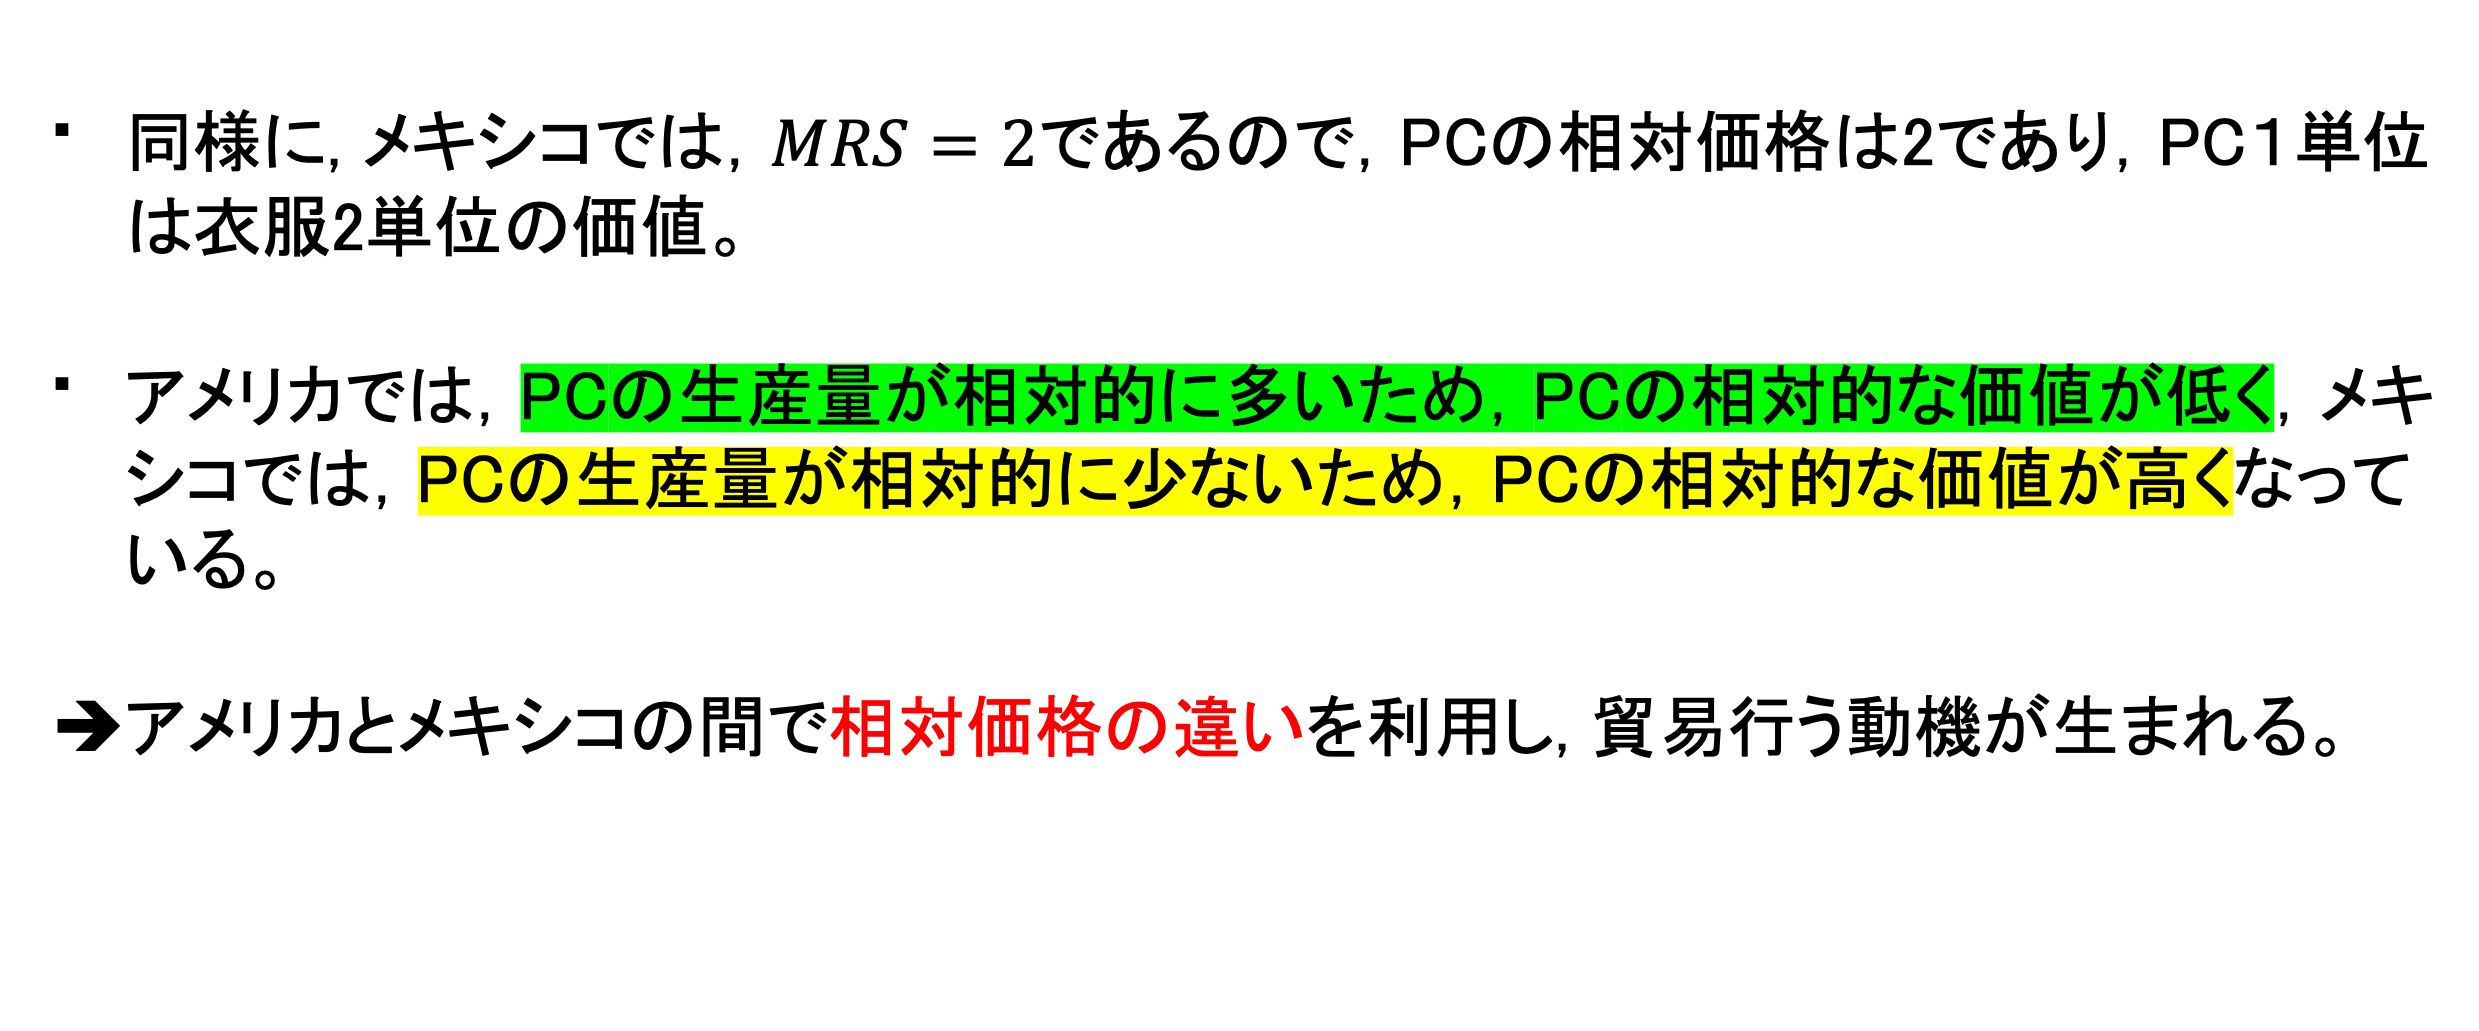 ▪ 同様に, メキシコでは, MRS = 2であるので, PCの相対価格は2であり, PC1単位
は衣服2単位の価値。
▪ アメリカでは, PCの生産量が相対的に多いため, PCの相対的な価値が低く, メキ
シコでは, PCの生産量が相対的に少ないため, PCの相対的な価値が高くなって
いる。
➔アメリカとメキシコの間で相対価格の違いを利用し, 貿易行う動機が生まれる。